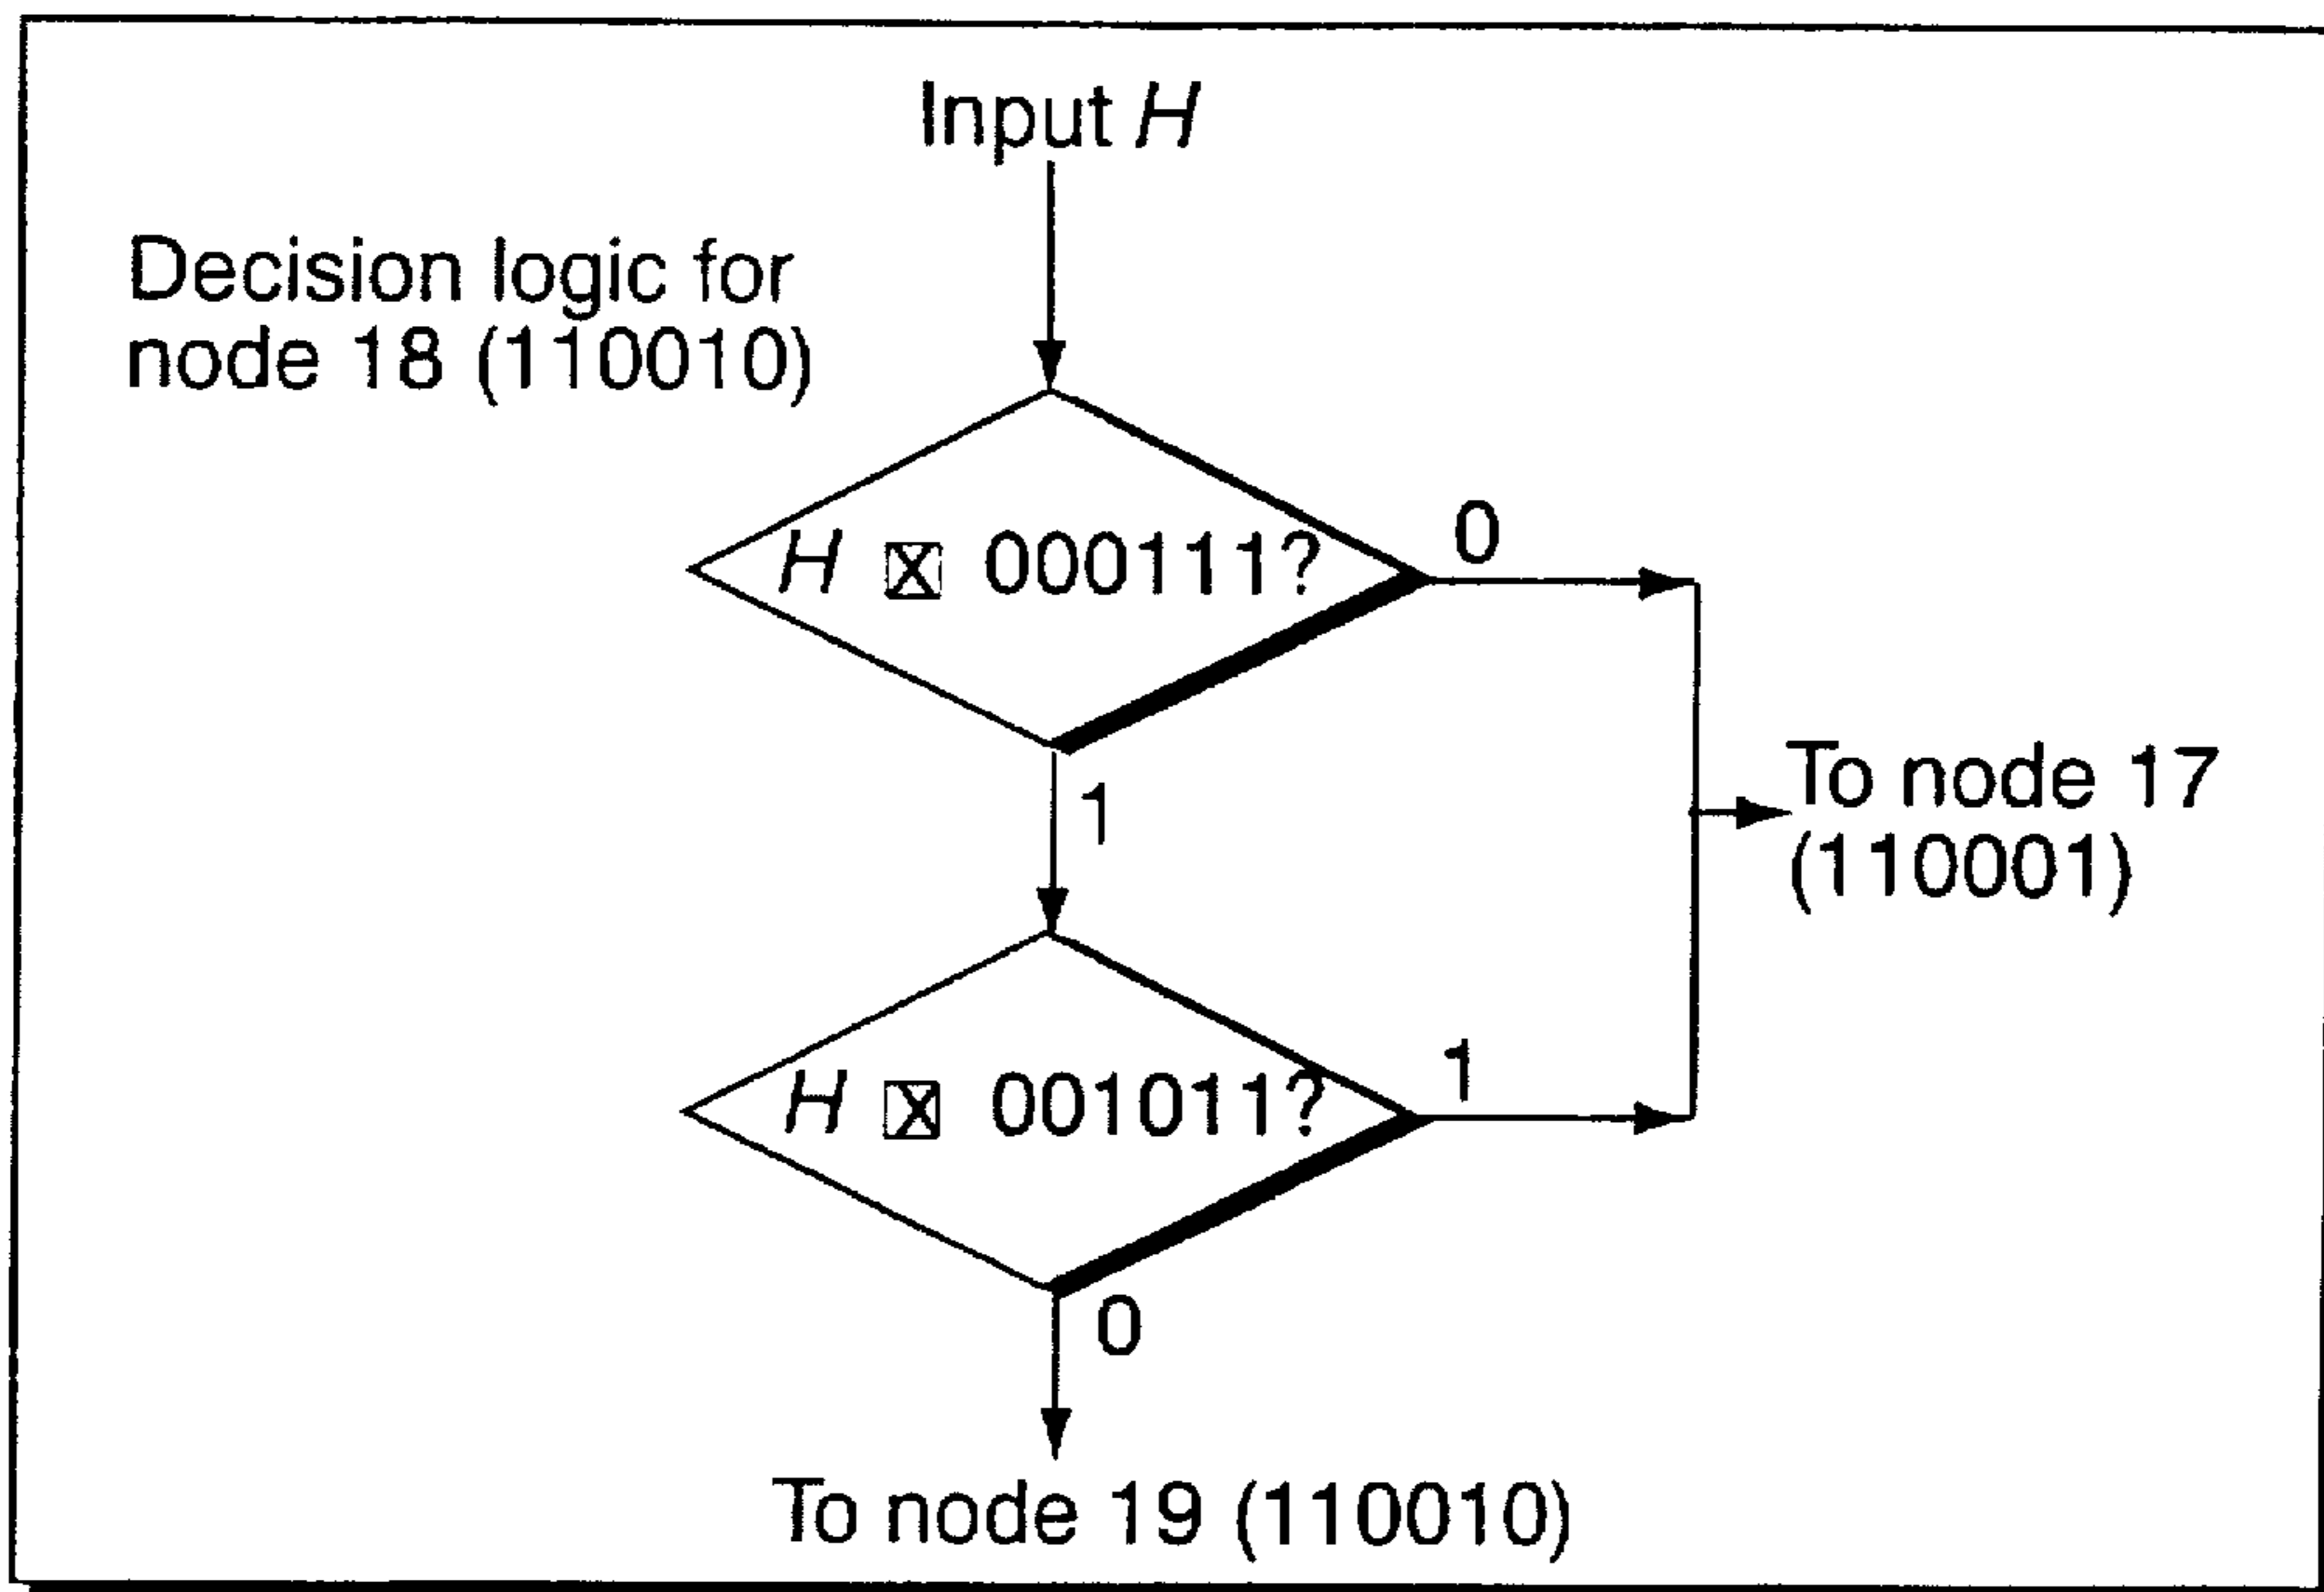 Input H
Decision logic for
node 18 (110010)
H ☒ 000111?
0
1
To node 17
(110001)
H ☒ 001011?
1
0
To node 19 (110010)